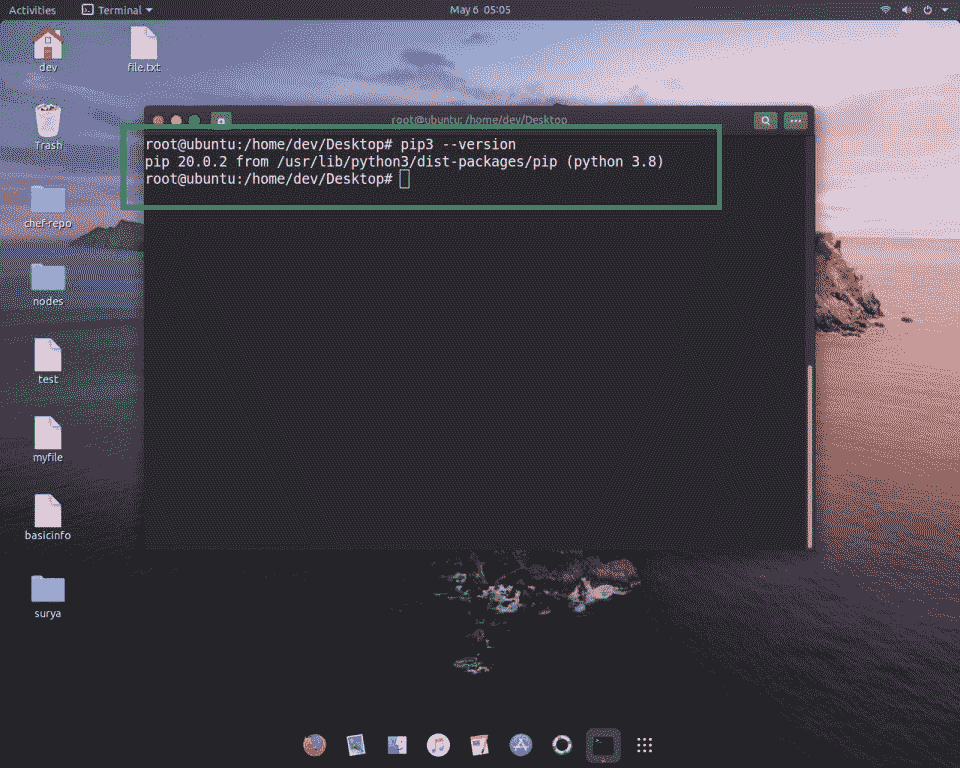 Activities Terminal May 6 05:05
dev file.txt
Trash
chef-repo
nodes
test
myfile
basicinfo
surya
root@ubuntu: /home/dev/Desktop
root@ubuntu:/home/dev/Desktop# pip3 --version
pip 20.0.2 from /usr/lib/python3/dist-packages/pip (python 3.8)
root@ubuntu:/home/dev/Desktop#